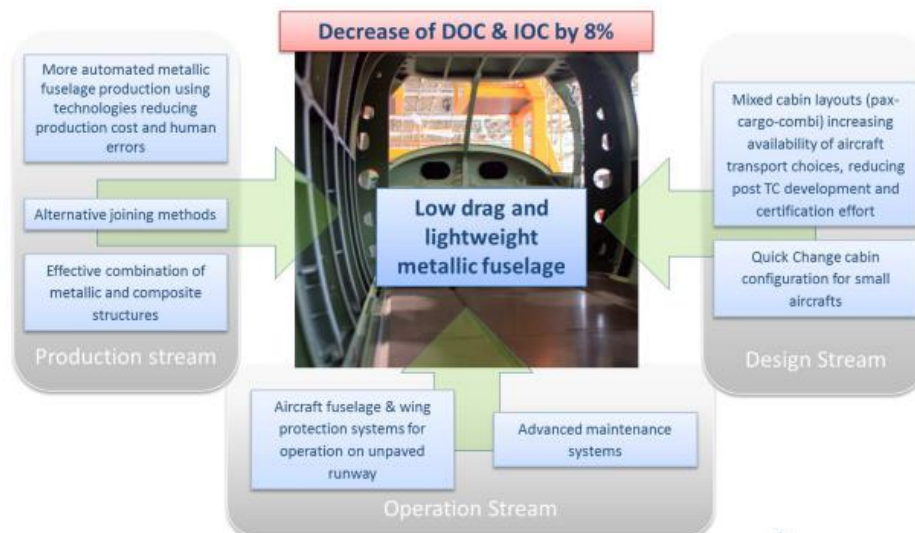 Decrease of DOC & IOC by 8%
More automated metallic
fuselage production using
technologies reducing
production cost and human
errors
Alternative joining methods
Effective combination of
metallic and composite
structures
Production stream
Low drag and
lightweight
metallic fuselage
Mixed cabin layouts (pax-
cargo-combi) increasing
availability of aircraft
transport choices, reducing
post TC development and
certification effort
Quick Change cabin
configuration for small
aircrafts
Design Stream
Aircraft fuselage & wing
protection systems for
operation on unpaved
runway
Advanced maintenance
systems
Operation Stream